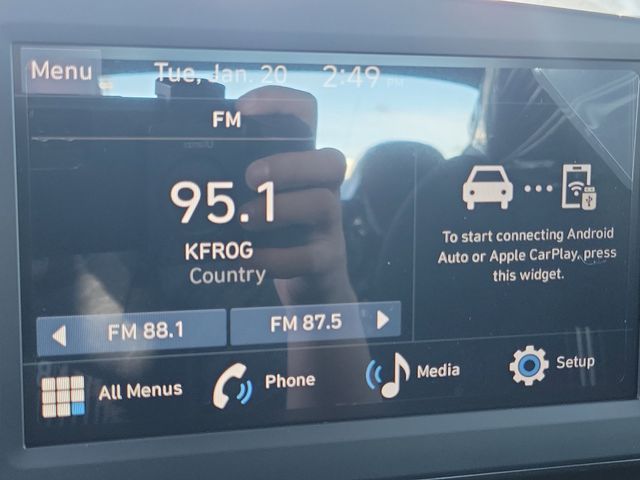 Menu Tue, Jan. 20 2:49 PM
FM
95.1
KFROG
Country
To start connecting Android
Auto or Apple CarPlay, press
this widget.
FM 88.1
FM 87.5
All Menus
Phone
Media
Setup